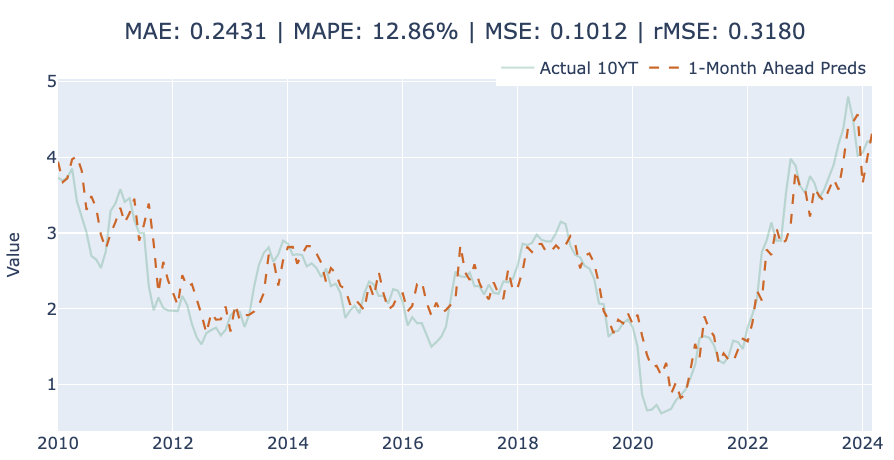 MAE: 0.2431 | MAPE: 12.86% | MSE: 0.1012 | rMSE: 0.3180
Actual 10YT 1-Month Ahead Preds
5
4
3
2
1
Value
2010 2012 2014 2016 2018 2020 2022 2024